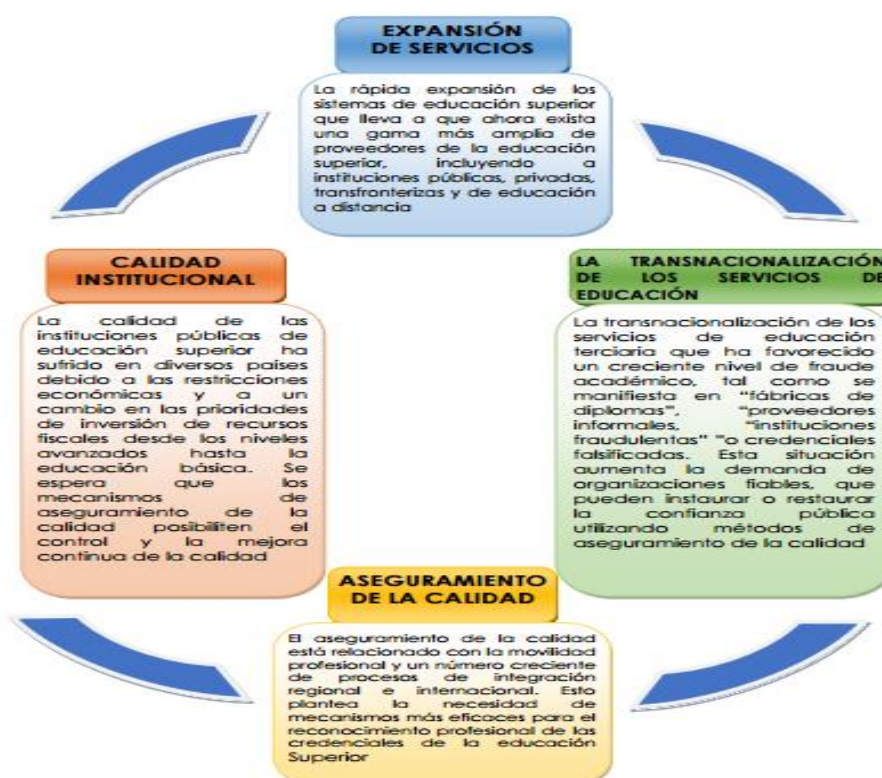 EXPANSIÓN
DE SERVICIOS
La rápida expansión de los
sistemas de educación superior
que lleva a que ahora exista
una gama más amplia de
proveedores de la educación
superior, incluyendo a
instituciones públicas, privadas,
transfronterizas y de educación
a distancia
CALIDAD
INSTITUCIONAL
La calidad de las
instituciones públicas de
educación superior ha
sufrido en diversos países
debido a las restricciones
económicas y a un
cambio en las prioridades
de inversión de recursos
fiscales desde los niveles
avanzados hasta la
educación básica. Se
espera que los
mecanismos de
aseguramiento de la
calidad posibiliten el
control y la mejora
continua de la calidad
LA TRANSNACIONALIZACIÓN
DE LOS SERVICIOS DE
EDUCACIÓN
La transnacionalización de los
servicios de educación
terciaria que ha favorecido
un creciente nivel de fraude
académico, tal como se
manifiesta en "fábricas de
diplomas", "proveedores
informales, "instituciones
fraudulentas" "o credenciales
falsificadas. Esta situación
aumenta la demanda de
organizaciones fiables, que
pueden instaurar o restaurar
la confianza pública
utilizando métodos de
aseguramiento de la calidad
ASEGURAMIENTO
DE LA CALIDAD
El aseguramiento de la calidad
está relacionado con la movilidad
profesional y un número creciente
de procesos de integración
regional e internacional. Esto
plantea la necesidad de
mecanismos más eficaces para el
reconocimiento profesional de las
credenciales de la educación
Superior